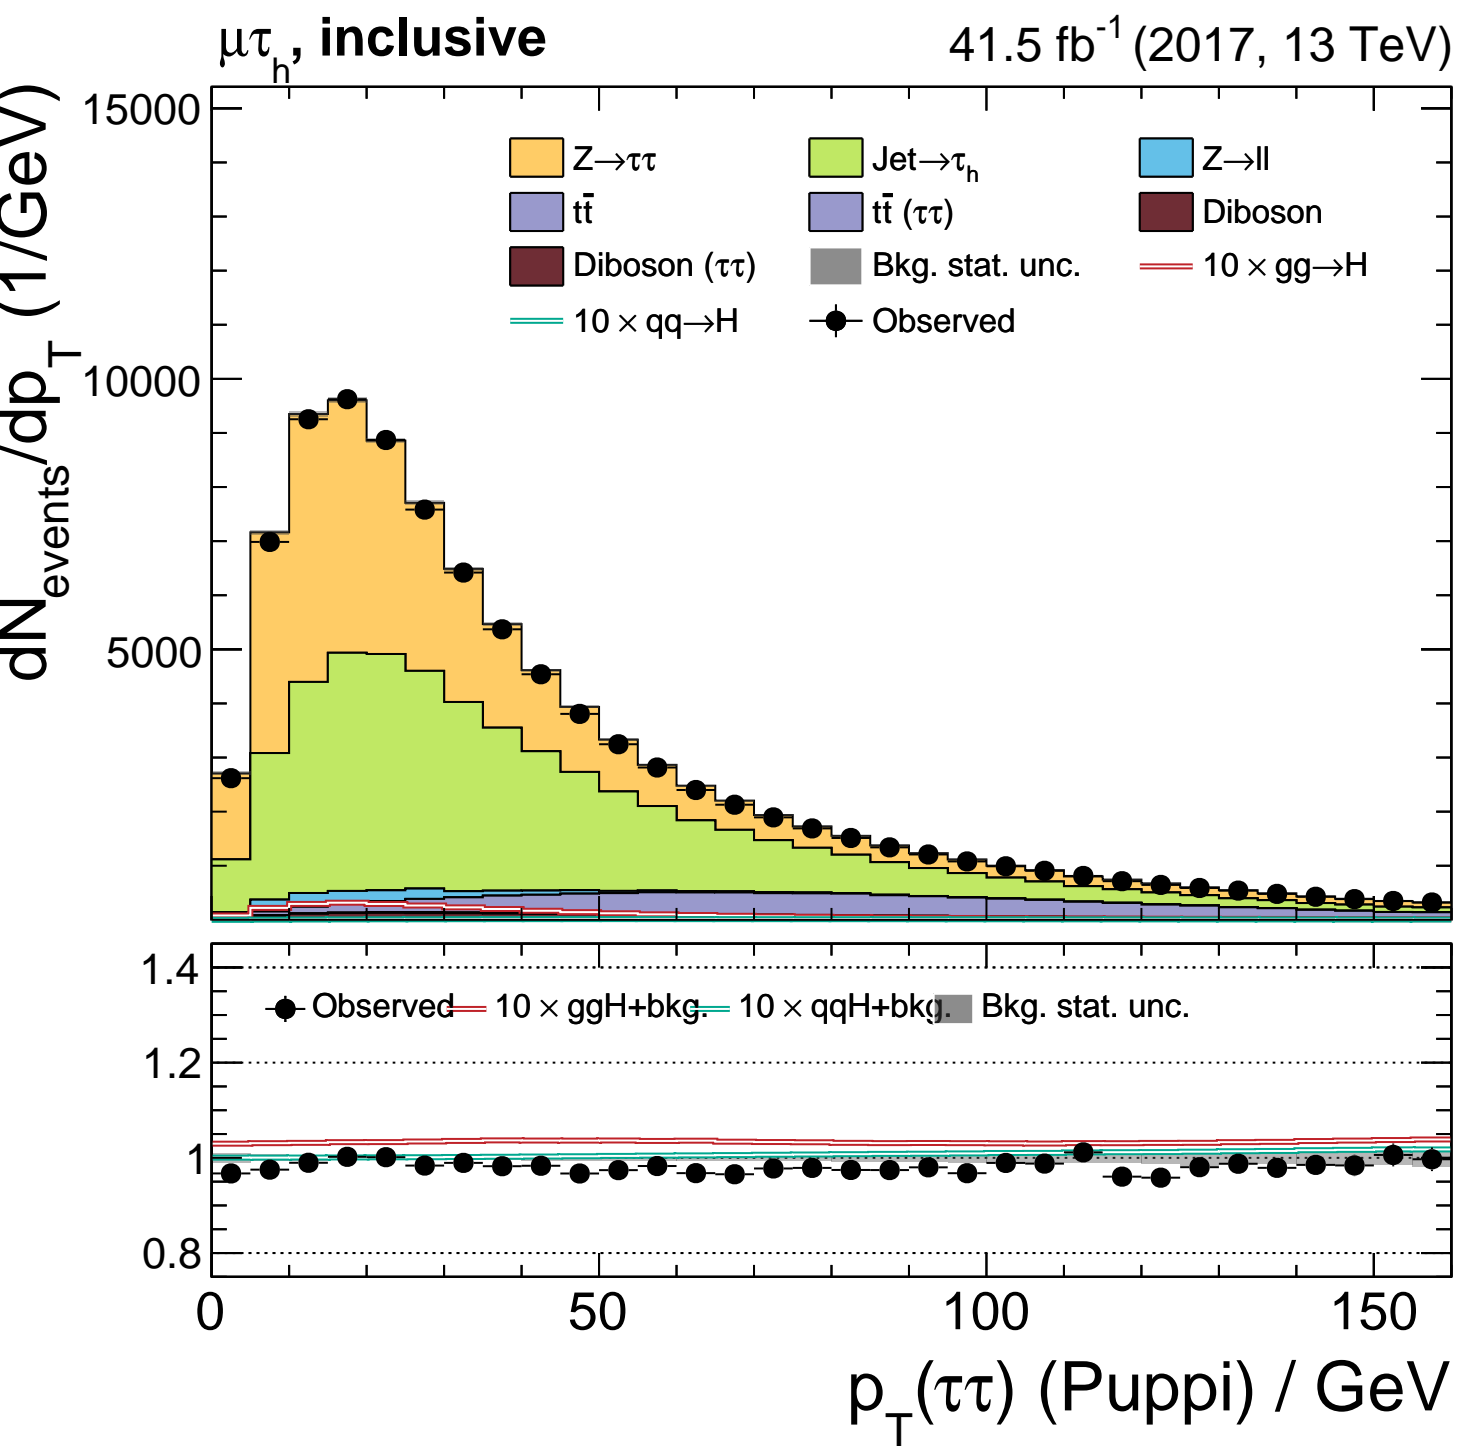 μτh, inclusive 41.5 fb-1 (2017, 13 TeV)
dNevents/dpT (1/GeV)
15000
10000
5000
Z→ττ Jet→τh Z→ll
tt̄ tt̄ (ττ) Diboson
Diboson (ττ) Bkg. stat. unc. 10 × gg→H
10 × qq→H Observed
1.4
1.2
1
0.8
Observed 10 × ggH+bkg. 10 × qqH+bkg. Bkg. stat. unc.
0 50 100 150
pT(ττ) (Puppi) / GeV